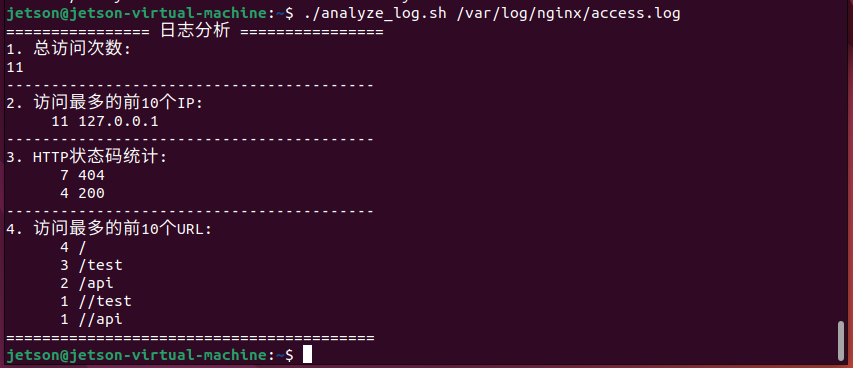 jetson@jetson-virtual-machine:~$ ./analyze_log.sh /var/log/nginx/access.log
================ 日志分析 ================
1. 总访问次数:
11
-----------------------------------------
2. 访问最多的前10个IP:
     11 127.0.0.1
-----------------------------------------
3. HTTP状态码统计:
      7 404
      4 200
-----------------------------------------
4. 访问最多的前10个URL:
      4 /
      3 /test
      2 /api
      1 //test
      1 //api
=========================================
jetson@jetson-virtual-machine:~$